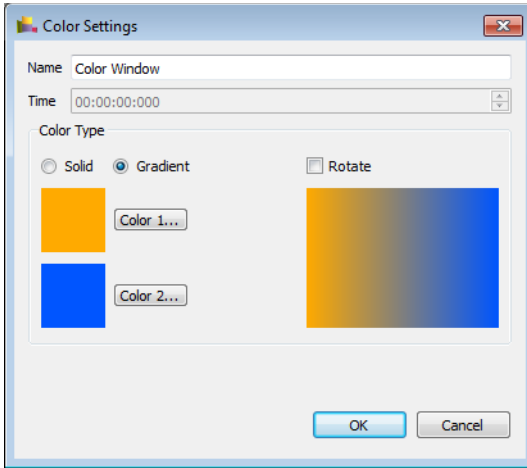 Color Settings
Name Color Window
Time 00:00:00:000
Color Type
Solid Gradient Rotate
Color 1...
Color 2...
OK Cancel